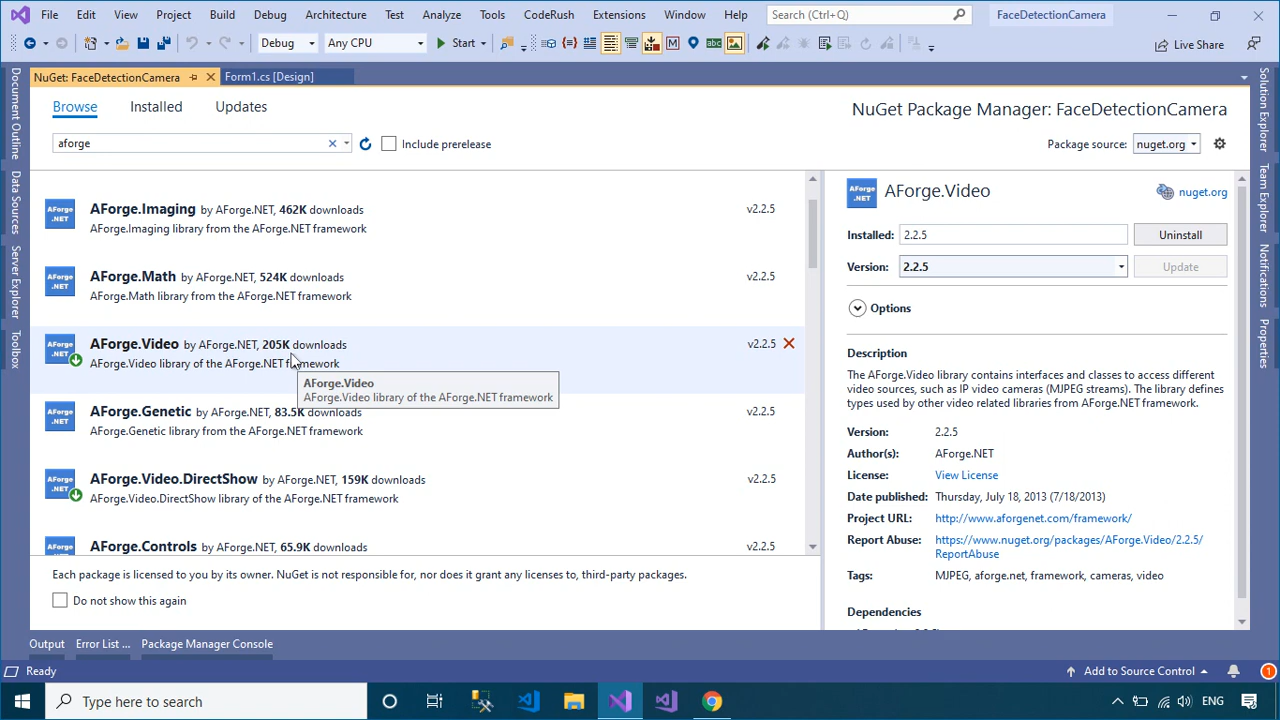 File Edit View Project Build Debug Architecture Test Analyze Tools CodeRush Extensions Window Help Search (Ctrl+Q) FaceDetectionCamera
Debug Any CPU Start Live Share
NuGet: FaceDetectionCamera Form1.cs [Design]
Document Outline
Data Sources
Server Explorer
Toolbox
Browse Installed Updates
NuGet Package Manager: FaceDetectionCamera
aforge
Include prerelease
Package source: nuget.org
AForge.Imaging by AForge.NET, 462K downloads v2.2.5
AForge.Imaging library from the AForge.NET framework
AForge.Math by AForge.NET, 524K downloads v2.2.5
AForge.Math library from the AForge.NET framework
AForge.Video by AForge.NET, 205K downloads v2.2.5
AForge.Video library of the AForge.NET framework
AForge.Video
AForge.Video library of the AForge.NET framework
AForge.Genetic by AForge.NET, 83.5K downloads v2.2.5
AForge.Genetic library from the AForge.NET framework
AForge.Video.DirectShow by AForge.NET, 159K downloads v2.2.5
AForge.Video.DirectShow library of the AForge.NET framework
AForge.Controls by AForge.NET, 65.9K downloads v2.2.5
Each package is licensed to you by its owner. NuGet is not responsible for, nor does it grant any licenses to, third-party packages.
Do not show this again
AForge.Video nuget.org
Installed: 2.2.5 Uninstall
Version: 2.2.5 Update
Options
Description
The AForge.Video library contains interfaces and classes to access different
video sources, such as IP video cameras (MJPEG streams). The library defines
types used by other video related libraries from AForge.NET framework.
Version: 2.2.5
Author(s): AForge.NET
License: View License
Date published: Thursday, July 18, 2013 (7/18/2013)
Project URL: http://www.aforgenet.com/framework/
Report Abuse: https://www.nuget.org/packages/AForge.Video/2.2.5/
ReportAbuse
Tags: MJPEG, aforge.net, framework, cameras, video
Dependencies
Solution Explorer
Team Explorer
Notifications
Properties
Output Error List ... Package Manager Console
Ready Add to Source Control 1
Type here to search ENG